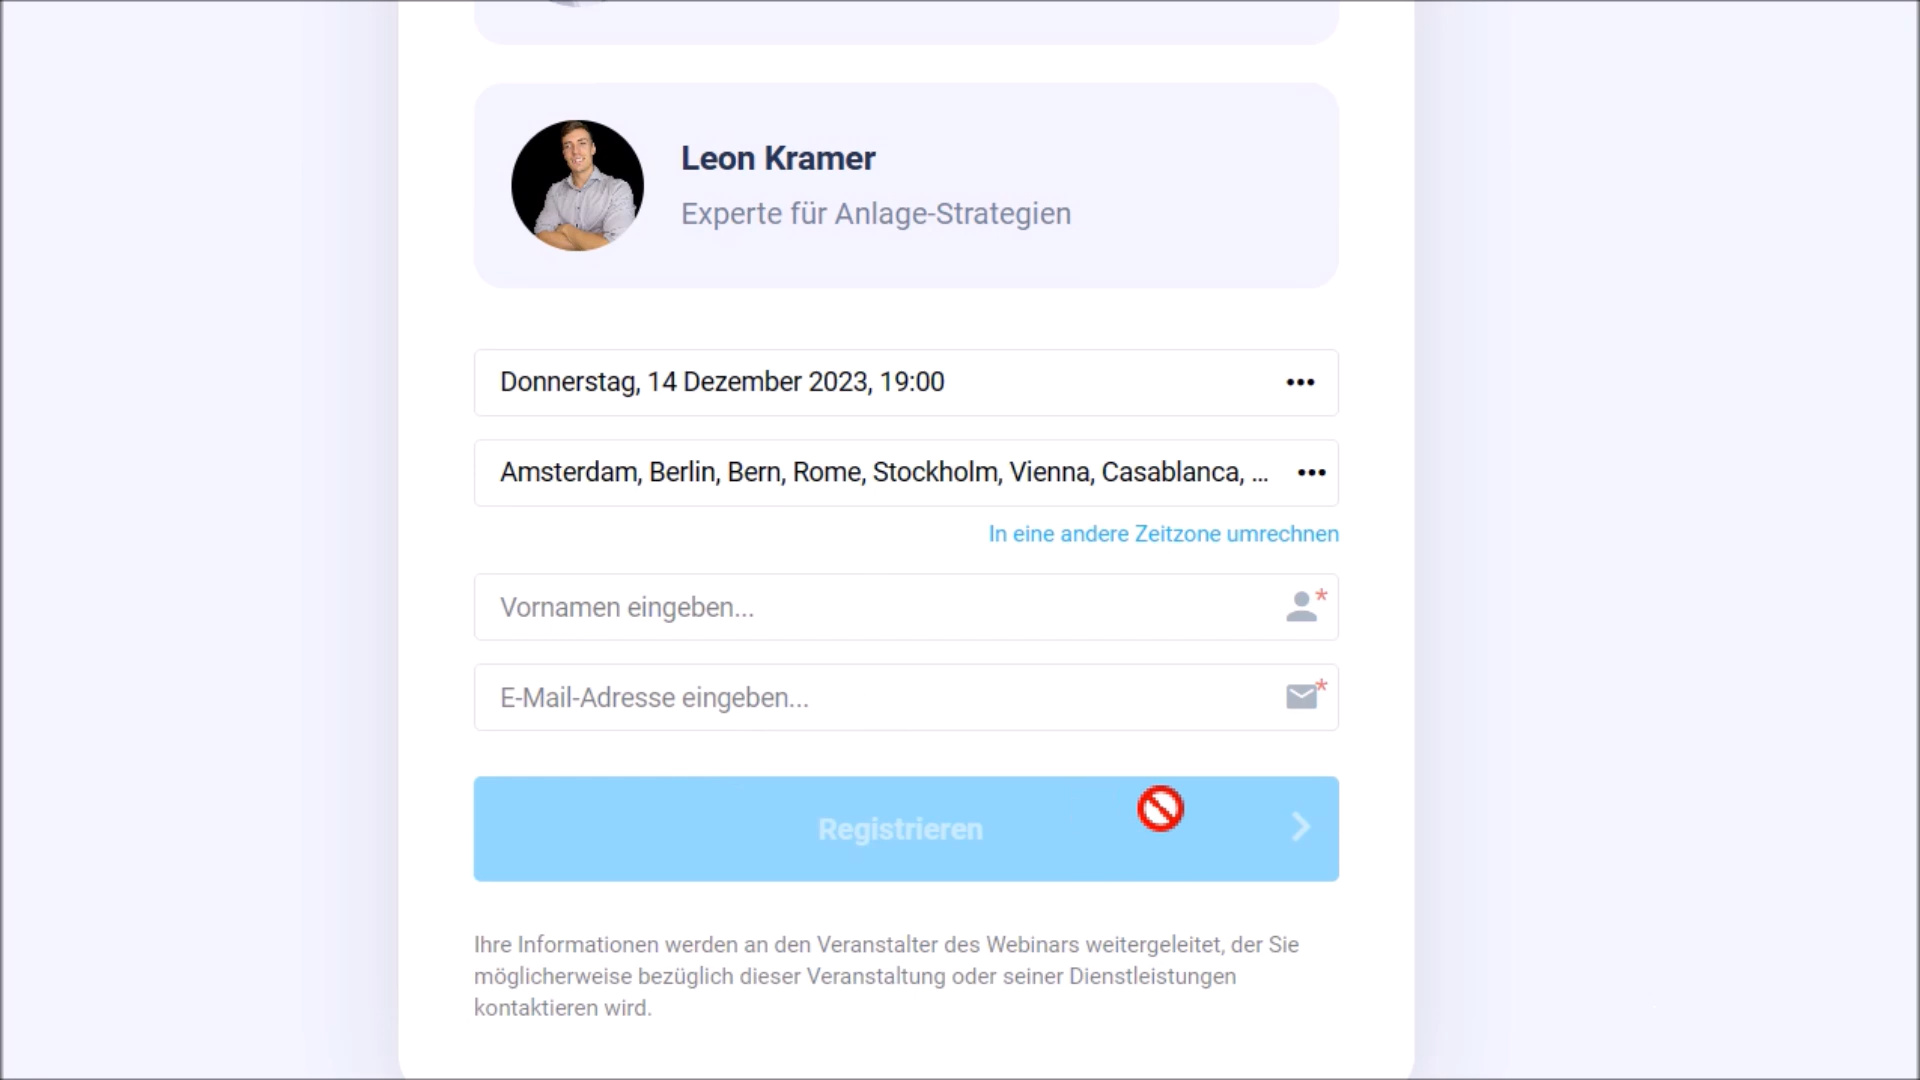 Leon Kramer
Experte für Anlage-Strategien
Donnerstag, 14 Dezember 2023, 19:00
Amsterdam, Berlin, Bern, Rome, Stockholm, Vienna, Casablanca, ...
In eine andere Zeitzone umrechnen
Vornamen eingeben...
*
E-Mail-Adresse eingeben...
*
Registrieren
Ihre Informationen werden an den Veranstalter des Webinars weitergeleitet, der Sie
möglicherweise bezüglich dieser Veranstaltung oder seiner Dienstleistungen
kontaktieren wird.